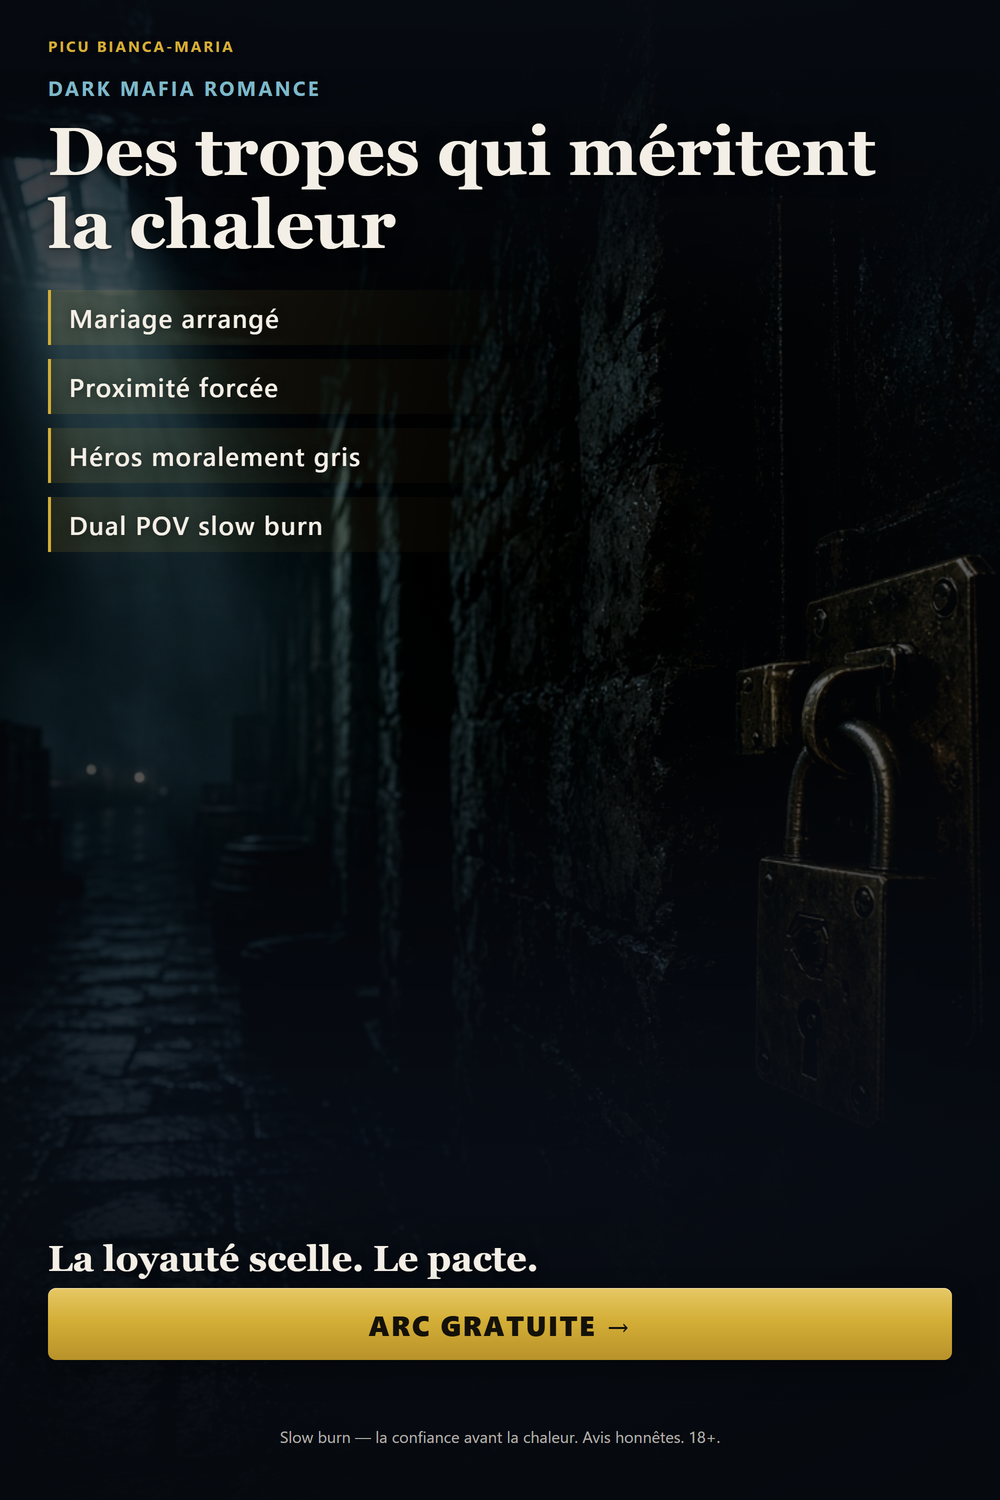 PICU BIANCA-MARIA
DARK MAFIA ROMANCE
Des tropes qui méritent
la chaleur
Mariage arrangé
Proximité forcée
Héros moralement gris
Dual POV slow burn
La loyauté scelle. Le pacte.
ARC GRATUITE →
Slow burn — la confiance avant la chaleur. Avis honnêtes. 18+.